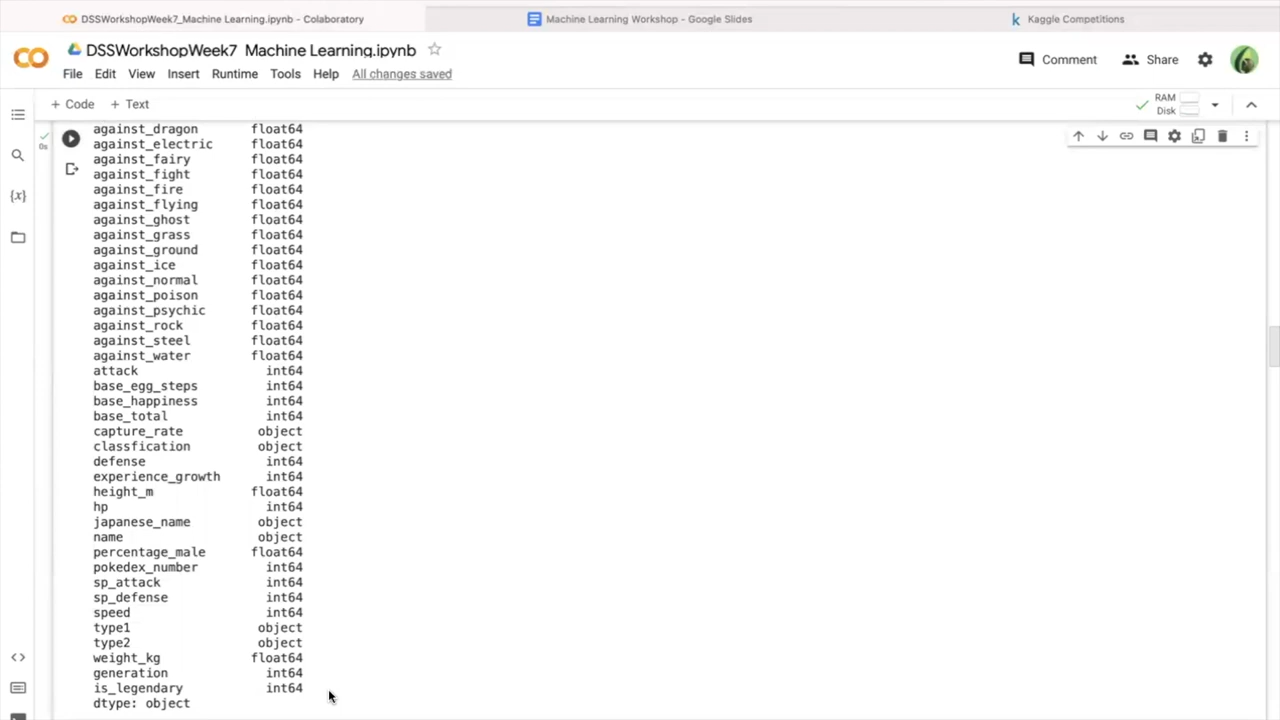 DSSWorkshopWeek7_Machine Learning.ipynb - Colaboratory
Machine Learning Workshop - Google Slides
Kaggle Competitions
DSSWorkshopWeek7 Machine Learning.ipynb
Comment
Share
File Edit View Insert Runtime Tools Help All changes saved
+ Code + Text
RAM
Disk
0s
{x}
against_dragon float64
against_electric float64
against_fairy float64
against_fight float64
against_fire float64
against_flying float64
against_ghost float64
against_grass float64
against_ground float64
against_ice float64
against_normal float64
against_poison float64
against_psychic float64
against_rock float64
against_steel float64
against_water float64
attack int64
base_egg_steps int64
base_happiness int64
base_total int64
capture_rate object
classfication object
defense int64
experience_growth int64
height_m float64
hp int64
japanese_name object
name object
percentage_male float64
pokedex_number int64
sp_attack int64
sp_defense int64
speed int64
type1 object
type2 object
weight_kg float64
generation int64
is_legendary int64
dtype: object